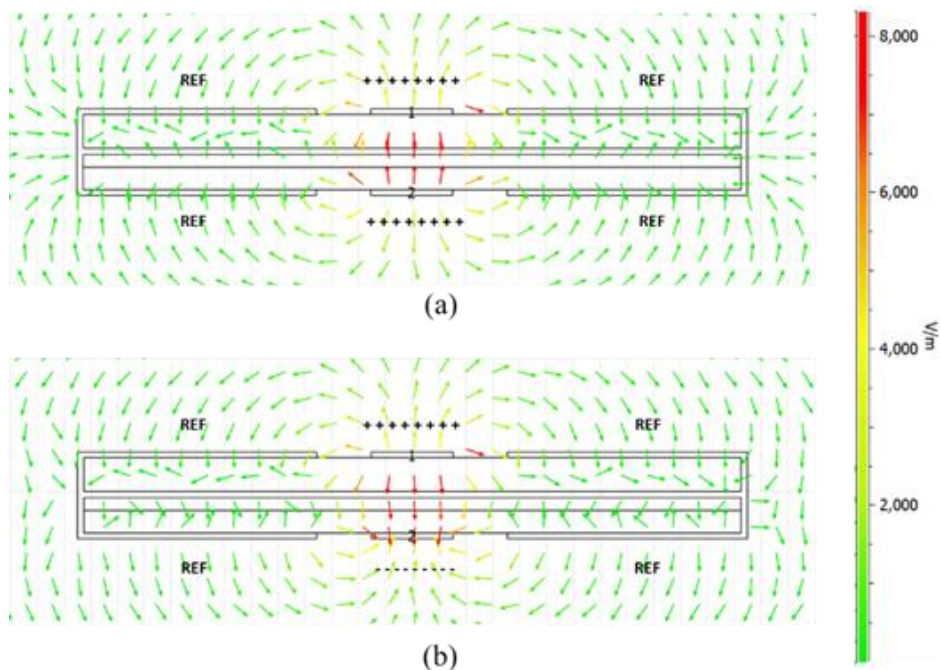 REF ++++++++ REF
1
2
REF ++++++++ REF
(a)
REF ++++++++ REF
1
2
REF --------- REF
(b)
8,000
6,000
4,000
2,000
V/m